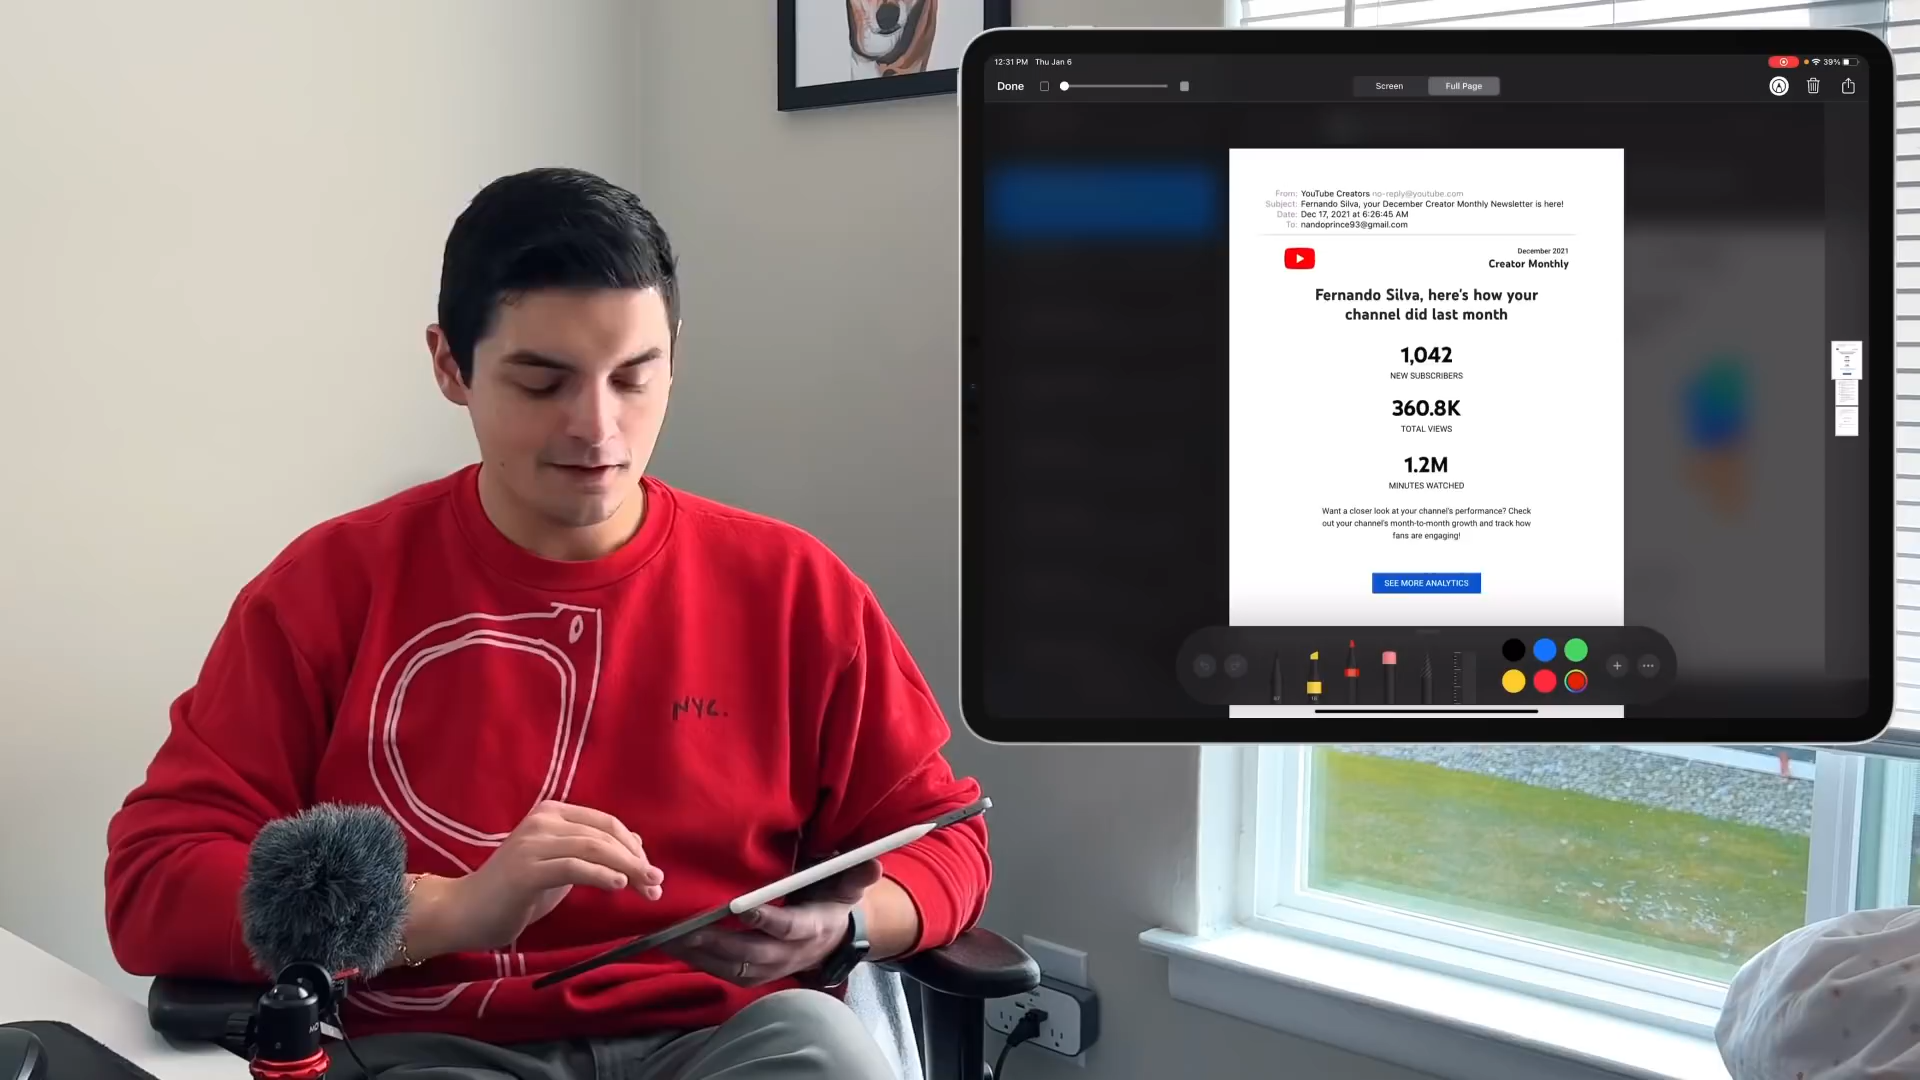 12:31 PM Thu Jan 6
39%
Done
Screen
Full Page
From: YouTube Creators no-reply@youtube.com
Subject: Fernando Silva, your December Creator Monthly Newsletter is here!
Date: Dec 17, 2021 at 6:26:45 AM
To: nandoprince93@gmail.com
December 2021
Creator Monthly
Fernando Silva, here's how your
channel did last month
1,042
NEW SUBSCRIBERS
360.8K
TOTAL VIEWS
1.2M
MINUTES WATCHED
Want a closer look at your channel's performance? Check
out your channel's month-to-month growth and track how
fans are engaging!
SEE MORE ANALYTICS
NYC.